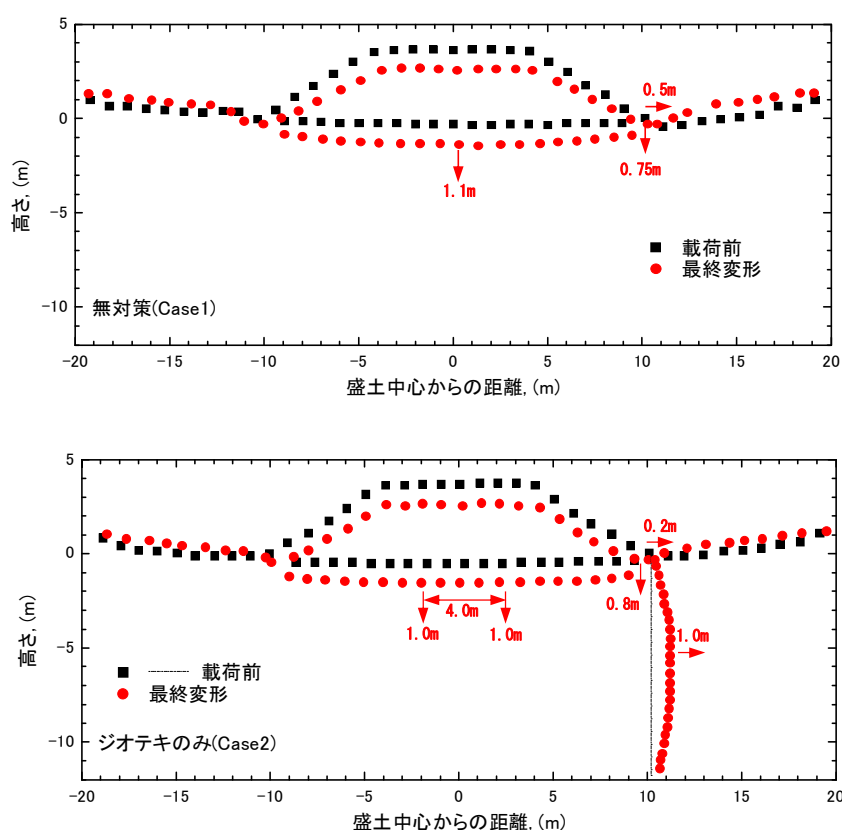 5
0
-5
-10
高さ, (m)
0.5m
0.75m
1.1m
載荷前
最終変形
無対策(Case1)
-20 -15 -10 -5 0 5 10 15 20
盛土中心からの距離, (m)
5
0
-5
-10
高さ, (m)
0.2m
0.8m
4.0m
1.0m 1.0m
1.0m
載荷前
最終変形
ジオテキのみ(Case2)
-20 -15 -10 -5 0 5 10 15 20
盛土中心からの距離, (m)